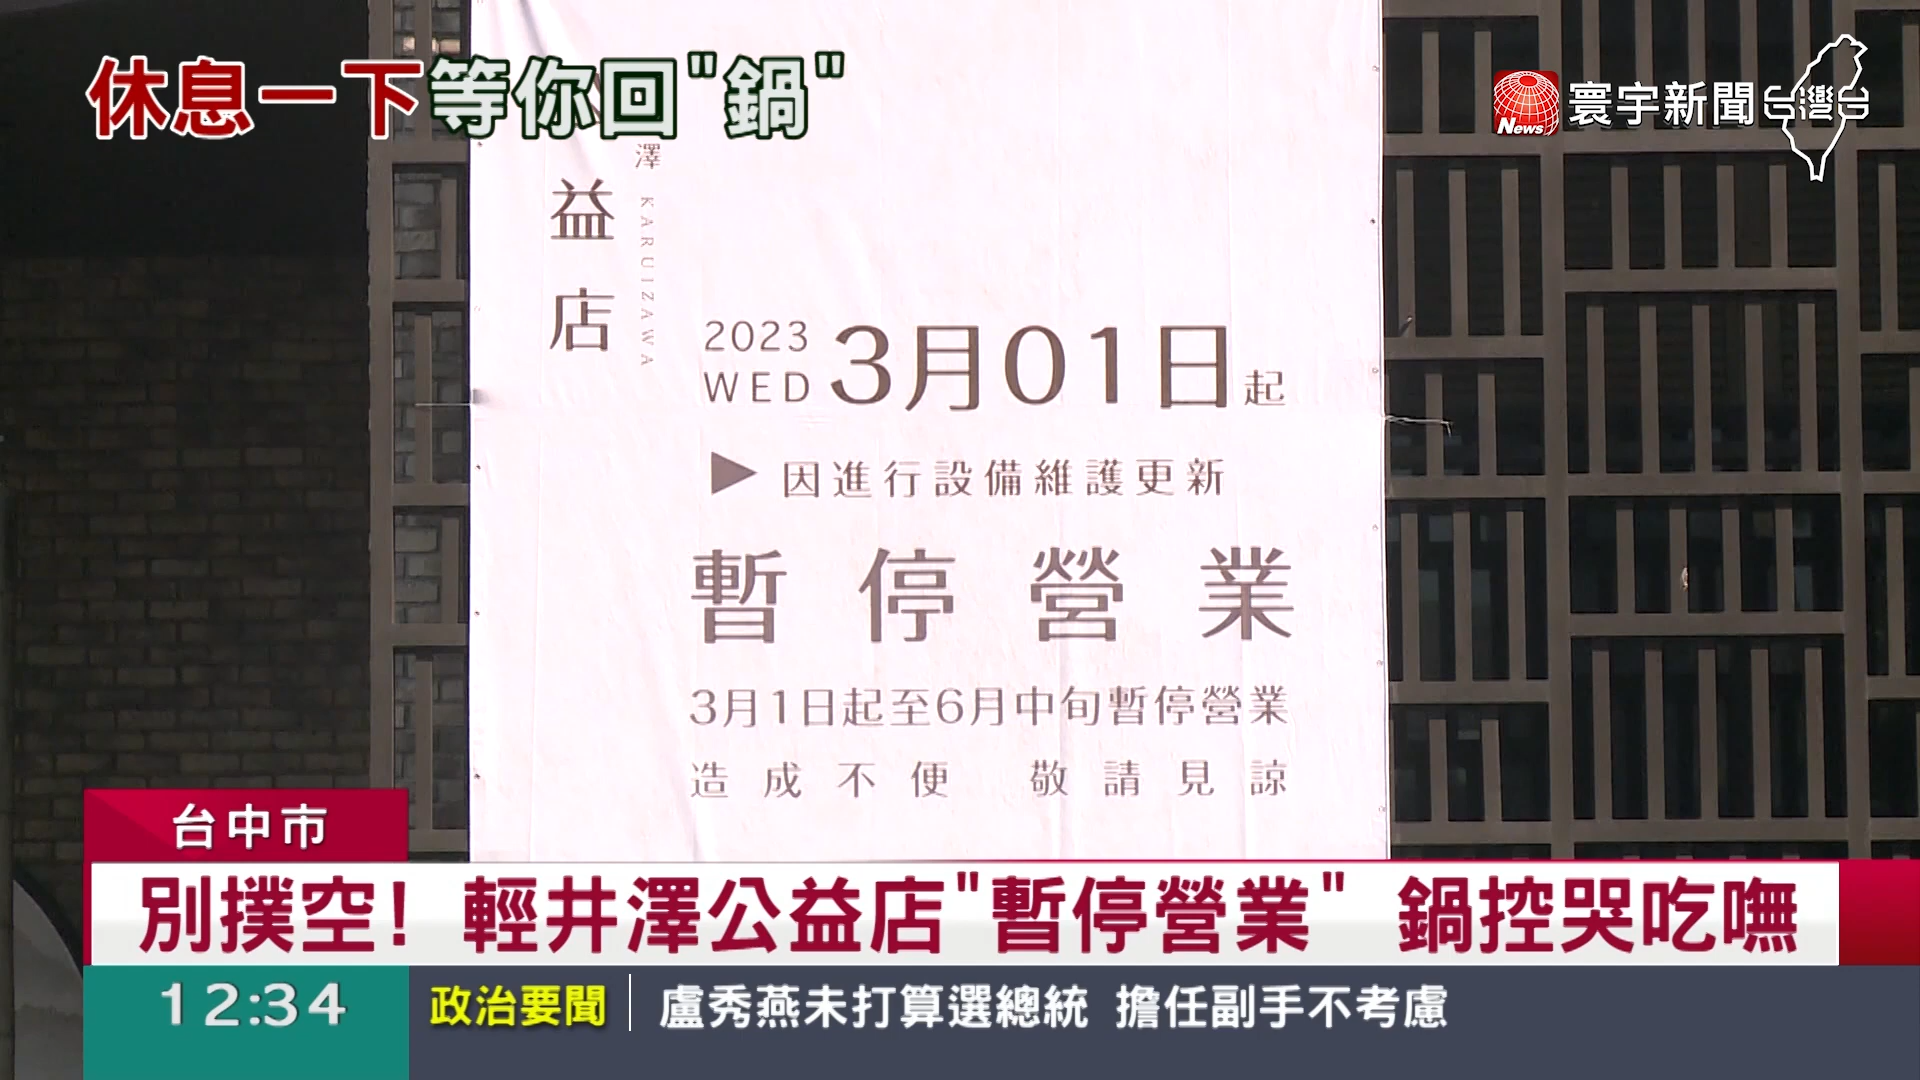 休息一下等你回"鍋"
News 寰宇新聞 台灣台
益店
澤 KARUIZAWA
2023 WED 3月01日起
▶ 因進行設備維護更新
暫停營業
3月1日起至6月中旬暫停營業
造成不便 敬請見諒
台中市
別撲空! 輕井澤公益店"暫停營業" 鍋控哭吃嘸
12:34 政治要聞 盧秀燕未打算選總統 擔任副手不考慮